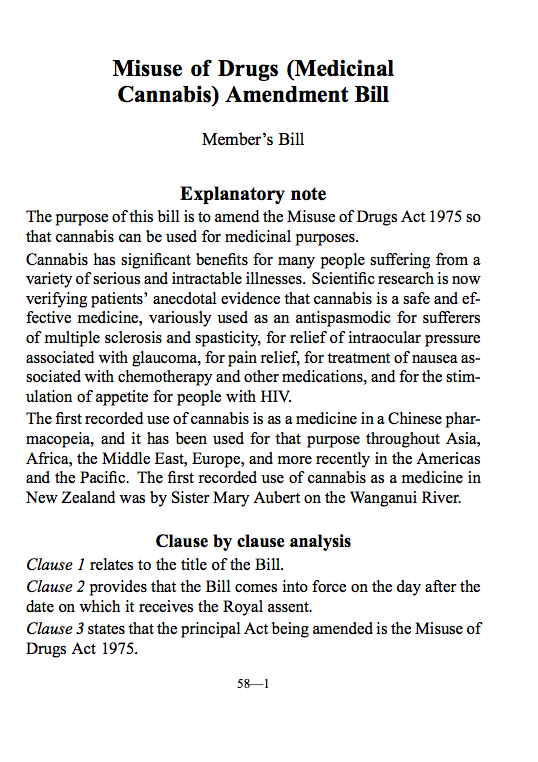 Misuse of Drugs (Medicinal
Cannabis) Amendment Bill
Member's Bill
Explanatory note
The purpose of this bill is to amend the Misuse of Drugs Act 1975 so
that cannabis can be used for medicinal purposes.
Cannabis has significant benefits for many people suffering from a
variety of serious and intractable illnesses. Scientific research is now
verifying patients' anecdotal evidence that cannabis is a safe and ef-
fective medicine, variously used as an antispasmodic for sufferers
of multiple sclerosis and spasticity, for relief of intraocular pressure
associated with glaucoma, for pain relief, for treatment of nausea as-
sociated with chemotherapy and other medications, and for the stim-
ulation of appetite for people with HIV.
The first recorded use of cannabis is as a medicine in a Chinese phar-
macopeia, and it has been used for that purpose throughout Asia,
Africa, the Middle East, Europe, and more recently in the Americas
and the Pacific. The first recorded use of cannabis as a medicine in
New Zealand was by Sister Mary Aubert on the Wanganui River.
Clause by clause analysis
Clause 1 relates to the title of the Bill.
Clause 2 provides that the Bill comes into force on the day after the
date on which it receives the Royal assent.
Clause 3 states that the principal Act being amended is the Misuse of
Drugs Act 1975.
58—1